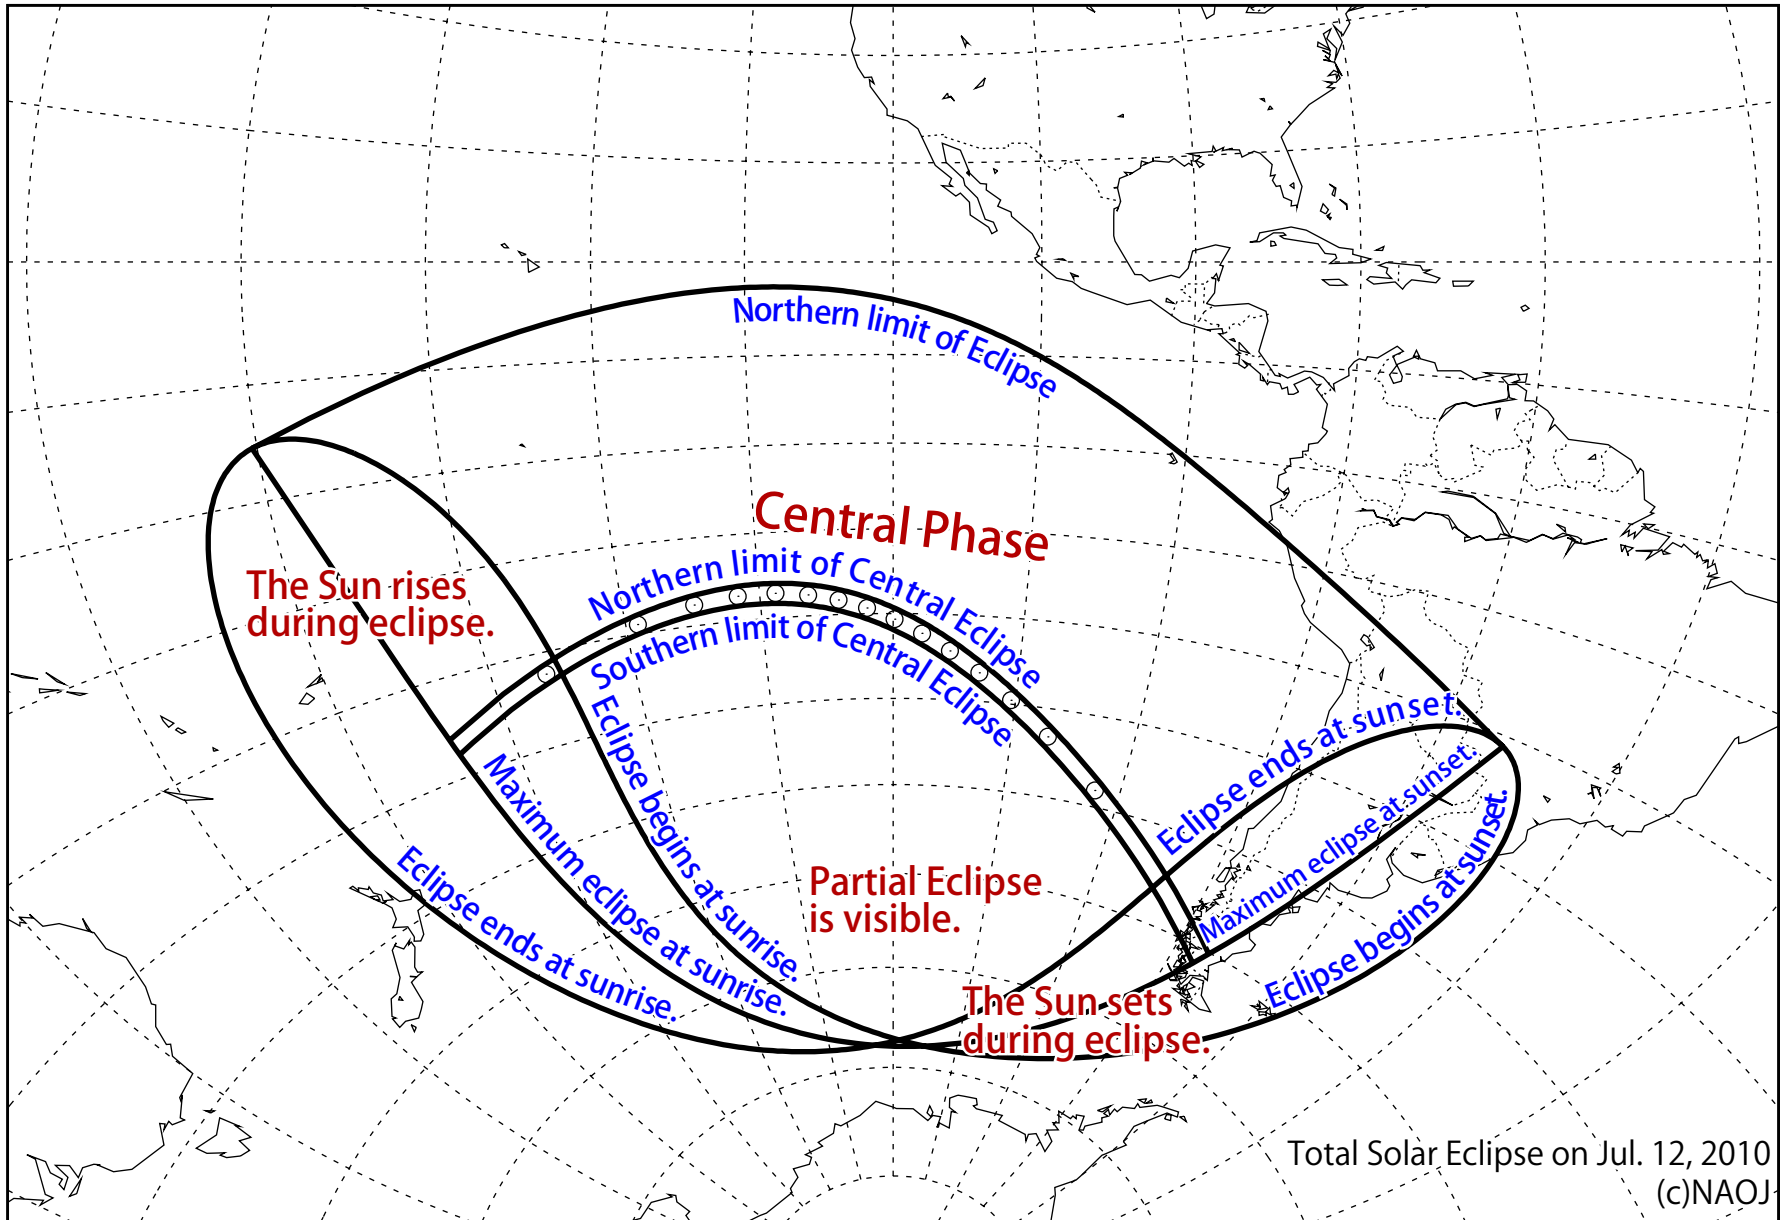 Northern limit of Eclipse
Central Phase
Northern limit of Central Eclipse
Southern limit of Central Eclipse
The Sun rises
during eclipse.
Eclipse begins at sunrise.
Maximum eclipse at sunrise.
Eclipse ends at sunrise.
Eclipse ends at sunset.
Maximum eclipse at sunset.
Eclipse begins at sunset.
Partial Eclipse
is visible.
The Sun sets
during eclipse.
Total Solar Eclipse on Jul. 12, 2010
(c)NAOJ